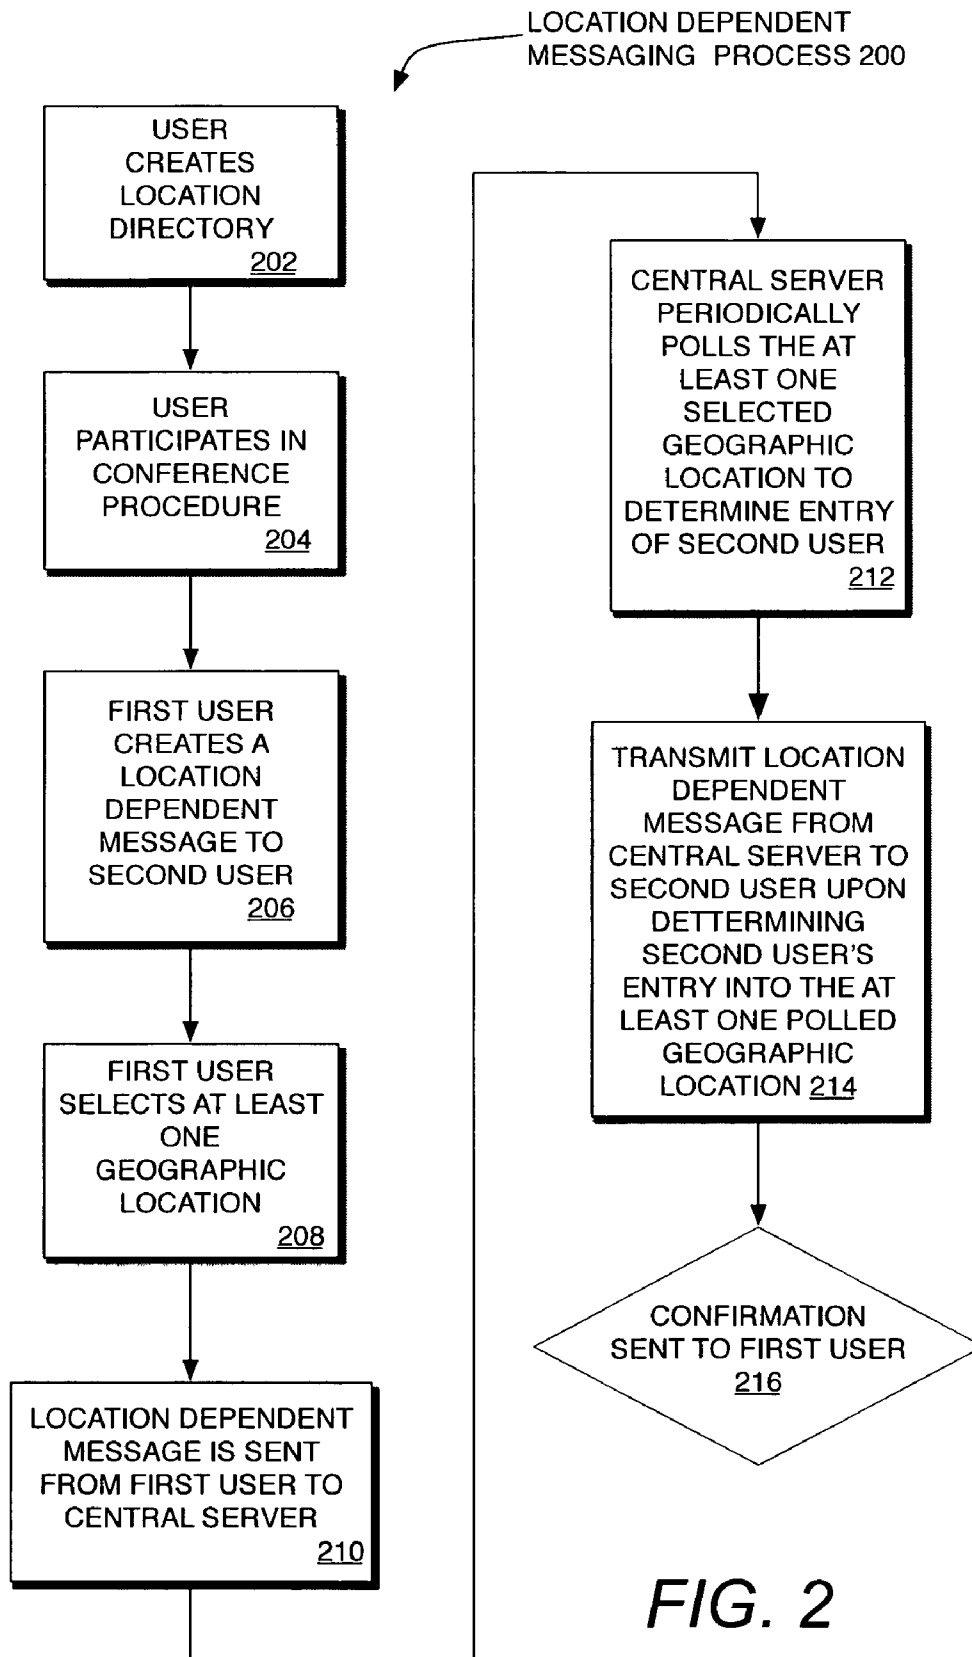 LOCATION DEPENDENT
MESSAGING PROCESS 200
USER
CREATES
LOCATION
DIRECTORY
202
USER
PARTICIPATES IN
CONFERENCE
PROCEDURE
204
FIRST USER
CREATES A
LOCATION
DEPENDENT
MESSAGE TO
SECOND USER
206
FIRST USER
SELECTS AT LEAST
ONE
GEOGRAPHIC
LOCATION
208
LOCATION DEPENDENT
MESSAGE IS SENT
FROM FIRST USER TO
CENTRAL SERVER
210
CENTRAL SERVER
PERIODICALLY
POLLS THE AT
LEAST ONE
SELECTED
GEOGRAPHIC
LOCATION TO
DETERMINE ENTRY
OF SECOND USER
212
TRANSMIT LOCATION
DEPENDENT
MESSAGE FROM
CENTRAL SERVER TO
SECOND USER UPON
DETTERMINING
SECOND USER'S
ENTRY INTO THE AT
LEAST ONE POLLED
GEOGRAPHIC
LOCATION 214
CONFIRMATION
SENT TO FIRST USER
216
FIG. 2